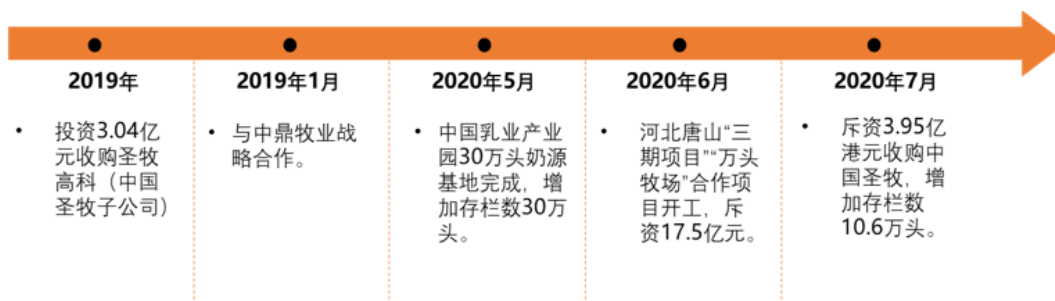 2019年
• 投资3.04亿
元收购圣牧
高科（中国
圣牧子公司）
2019年1月
• 与中鼎牧业战
略合作。
2020年5月
• 中国乳业产业
园30万头奶源
基地完成，增
加存栏数30万
头。
2020年6月
• 河北唐山“三
期项目”“万头
牧场”合作项
目开工，斥
资17.5亿元。
2020年7月
• 斥资3.95亿
港元收购中
国圣牧，增
加存栏数
10.6万头。